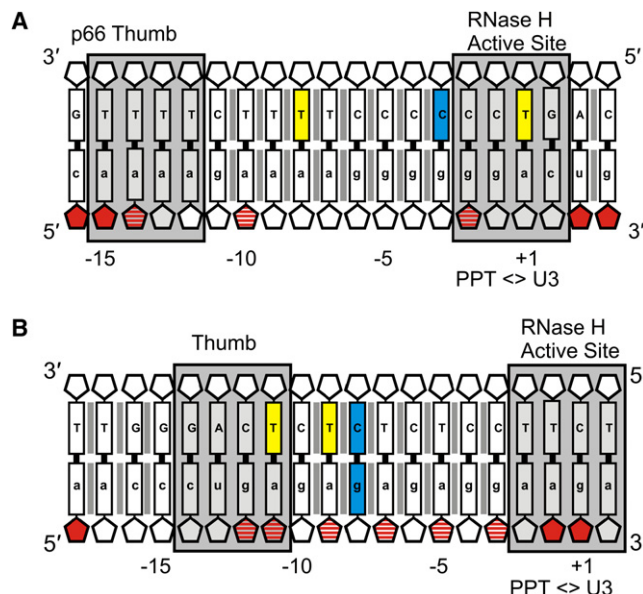 A
p66 Thumb
RNase H
Active Site
3′ 5′
G T T T T C T T T T C C C C C C T G A C
c a a a a g a a a a g g g g g g a c u g
5′ 3′
-15 -10 -5 +1
PPT <> U3
B
Thumb
RNase H
Active Site
3′ 5
T T G G G A C T C T C T C T C C T T C T
a a c c c u g a g a g a g a g g a a g a
5′ 3
-15 -10 -5 +1
PPT <> U3